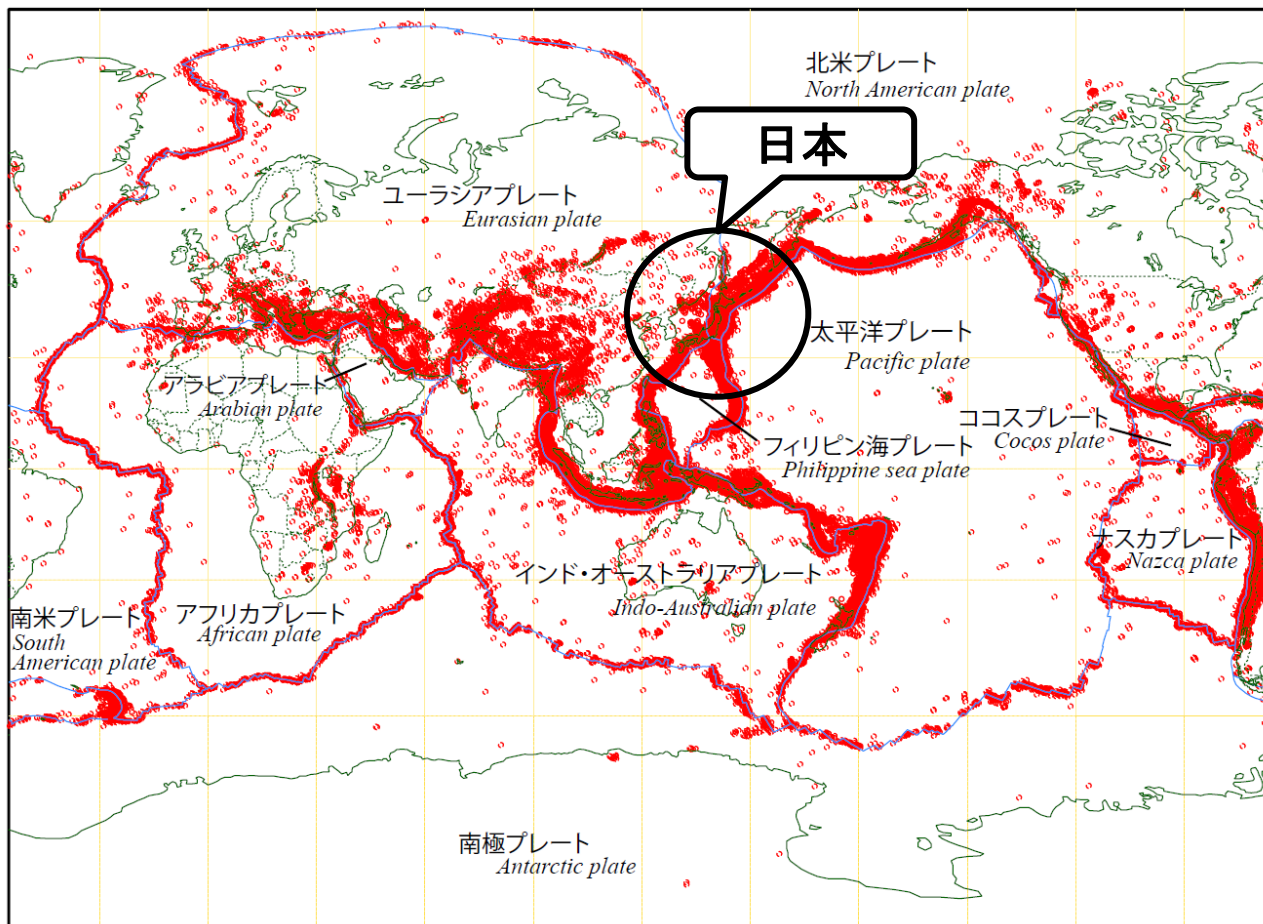 北米プレート
North American plate
日本
ユーラシアプレート
Eurasian plate
太平洋プレート
Pacific plate
アラビアプレート
Arabian plate
ココスプレート
Cocos plate
フィリピン海プレート
Philippine sea plate
ナスカプレート
Nazca plate
インド・オーストラリアプレート
Indo-Australian plate
南米プレート
South
American plate
アフリカプレート
African plate
南極プレート
Antarctic plate